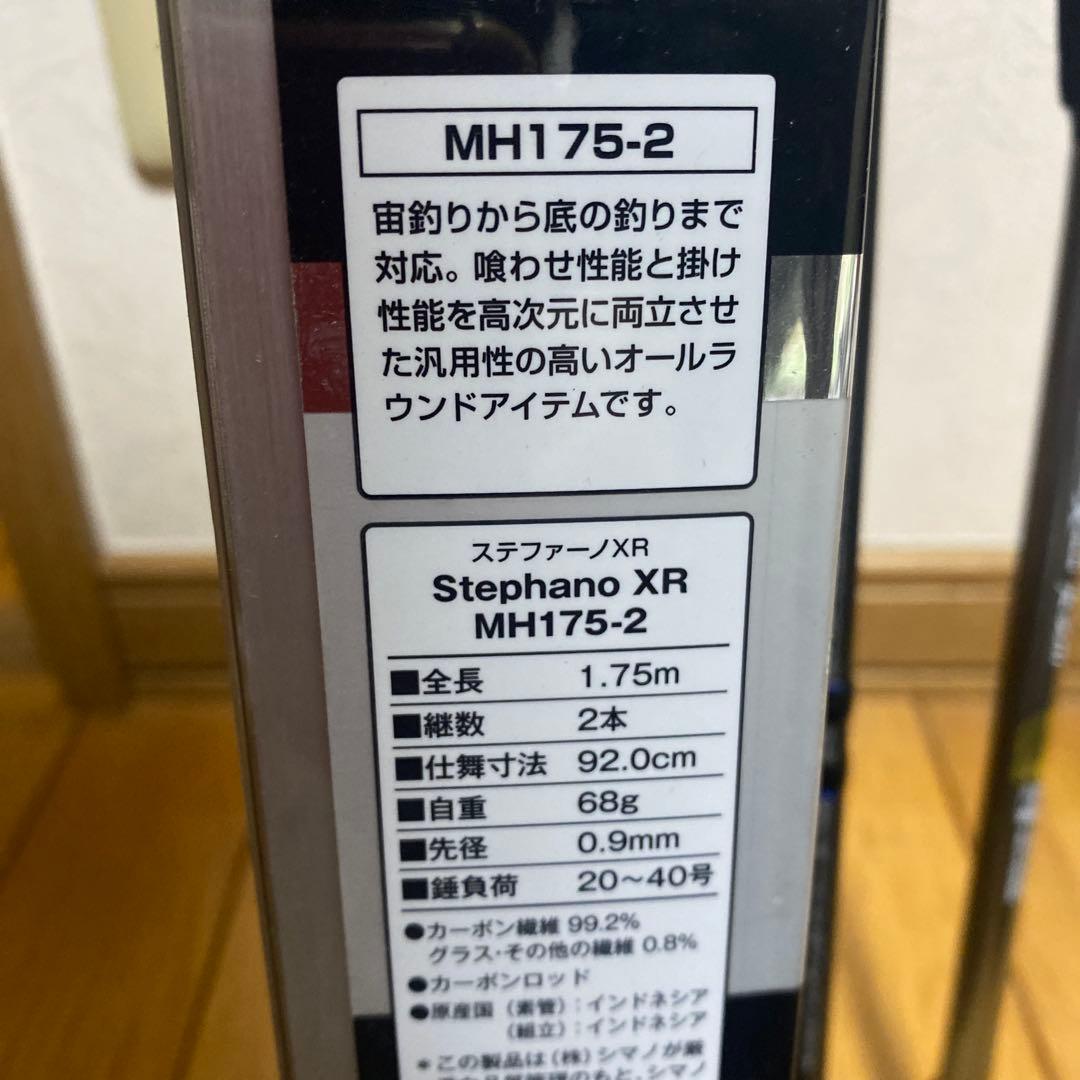 MH175-2
宙釣りから底の釣りまで
対応。喰わせ性能と掛け
性能を高次元に両立させ
た汎用性の高いオールラ
ウンドアイテムです。
ステファーノXR
Stephano XR
MH175-2
■全長 1.75m
■継数 2本
■仕舞寸法 92.0cm
■自重 68g
■先径 0.9mm
■錘負荷 20〜40号
●カーボン繊維 99.2%
グラス・その他の繊維 0.8%
●カーボンロッド
●原産国（素管）：インドネシア
（組立）：インドネシア
＊この製品は（株）シマノが厳
のもと、シマノ